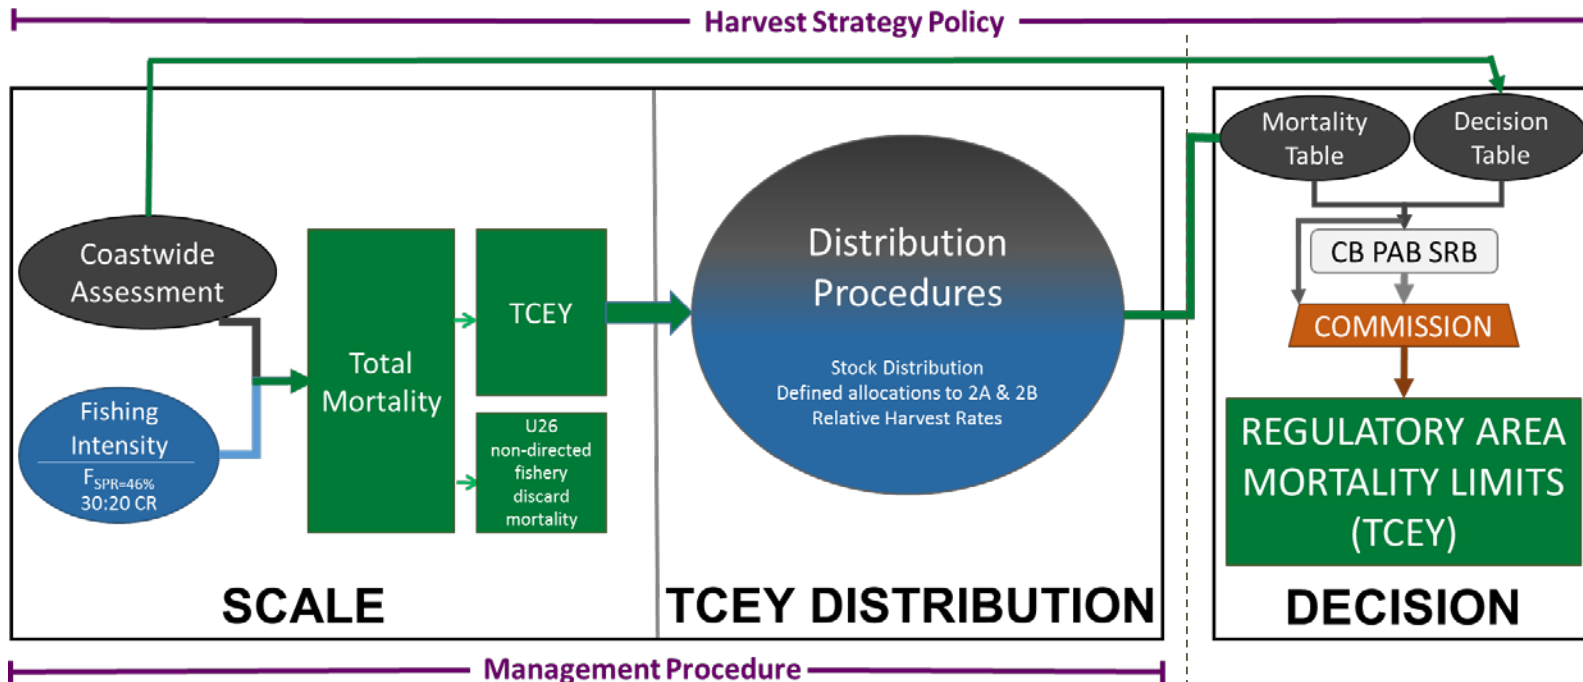 Harvest Strategy Policy
Coastwide
Assessment
Fishing
Intensity
F_SPR=46%
30:20 CR
Total
Mortality
TCEY
U26
non-directed
fishery
discard
mortality
SCALE
Distribution
Procedures
Stock Distribution
Defined allocations to 2A & 2B
Relative Harvest Rates
TCEY DISTRIBUTION
Mortality
Table
Decision
Table
CB PAB SRB
COMMISSION
REGULATORY AREA
MORTALITY LIMITS
(TCEY)
DECISION
Management Procedure